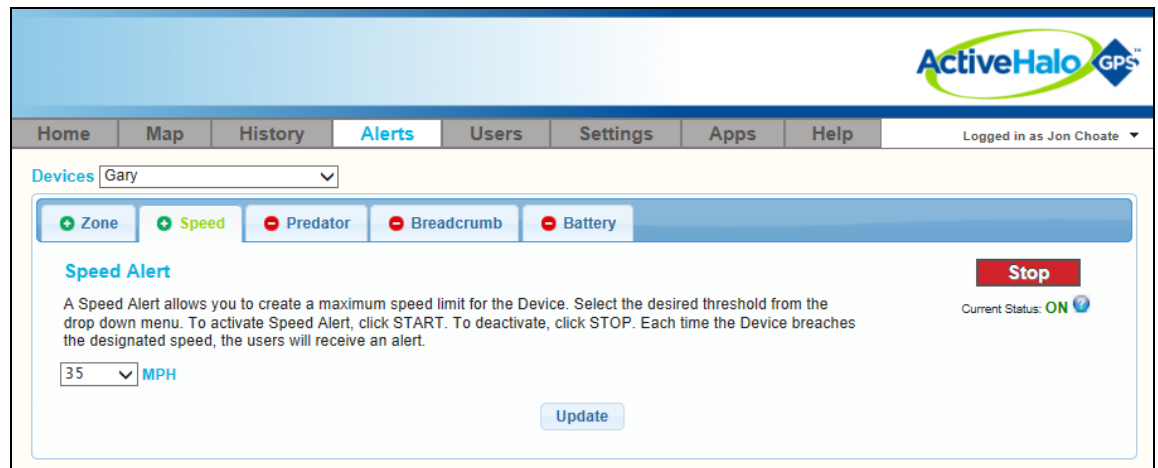 ActiveHalo GPS™
Home Map History Alerts Users Settings Apps Help Logged in as Jon Choate
Devices Gary
Zone Speed Predator Breadcrumb Battery
Speed Alert
Stop
A Speed Alert allows you to create a maximum speed limit for the Device. Select the desired threshold from the
drop down menu. To activate Speed Alert, click START. To deactivate, click STOP. Each time the Device breaches
the designated speed, the users will receive an alert.
Current Status: ON ?
35 MPH
Update